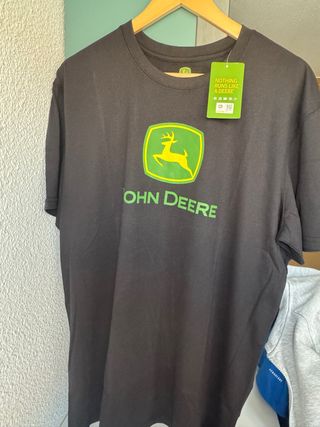 NOTHING
RUNS LIKE
A DEERE
JOHN DEERE